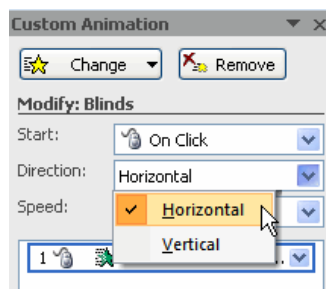 Custom Animation
Change Remove
Modify: Blinds
Start: On Click
Direction: Horizontal
Speed: Horizontal
Vertical
1